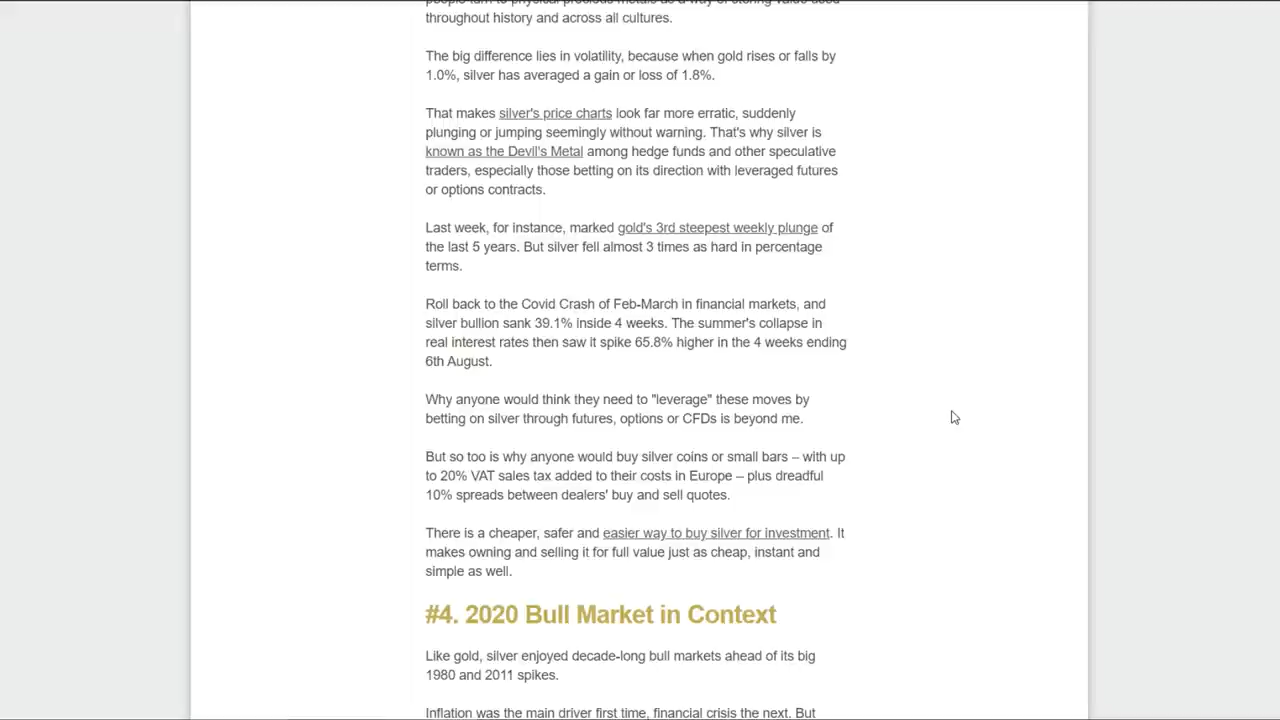 people turn to physical precious metals as a way of storing value used
throughout history and across all cultures.
The big difference lies in volatility, because when gold rises or falls by
1.0%, silver has averaged a gain or loss of 1.8%.
That makes silver's price charts look far more erratic, suddenly
plunging or jumping seemingly without warning. That's why silver is
known as the Devil's Metal among hedge funds and other speculative
traders, especially those betting on its direction with leveraged futures
or options contracts.
Last week, for instance, marked gold's 3rd steepest weekly plunge of
the last 5 years. But silver fell almost 3 times as hard in percentage
terms.
Roll back to the Covid Crash of Feb-March in financial markets, and
silver bullion sank 39.1% inside 4 weeks. The summer's collapse in
real interest rates then saw it spike 65.8% higher in the 4 weeks ending
6th August.
Why anyone would think they need to "leverage" these moves by
betting on silver through futures, options or CFDs is beyond me.
But so too is why anyone would buy silver coins or small bars – with up
to 20% VAT sales tax added to their costs in Europe – plus dreadful
10% spreads between dealers' buy and sell quotes.
There is a cheaper, safer and easier way to buy silver for investment. It
makes owning and selling it for full value just as cheap, instant and
simple as well.
#4. 2020 Bull Market in Context
Like gold, silver enjoyed decade-long bull markets ahead of its big
1980 and 2011 spikes.
Inflation was the main driver first time, financial crisis the next. But